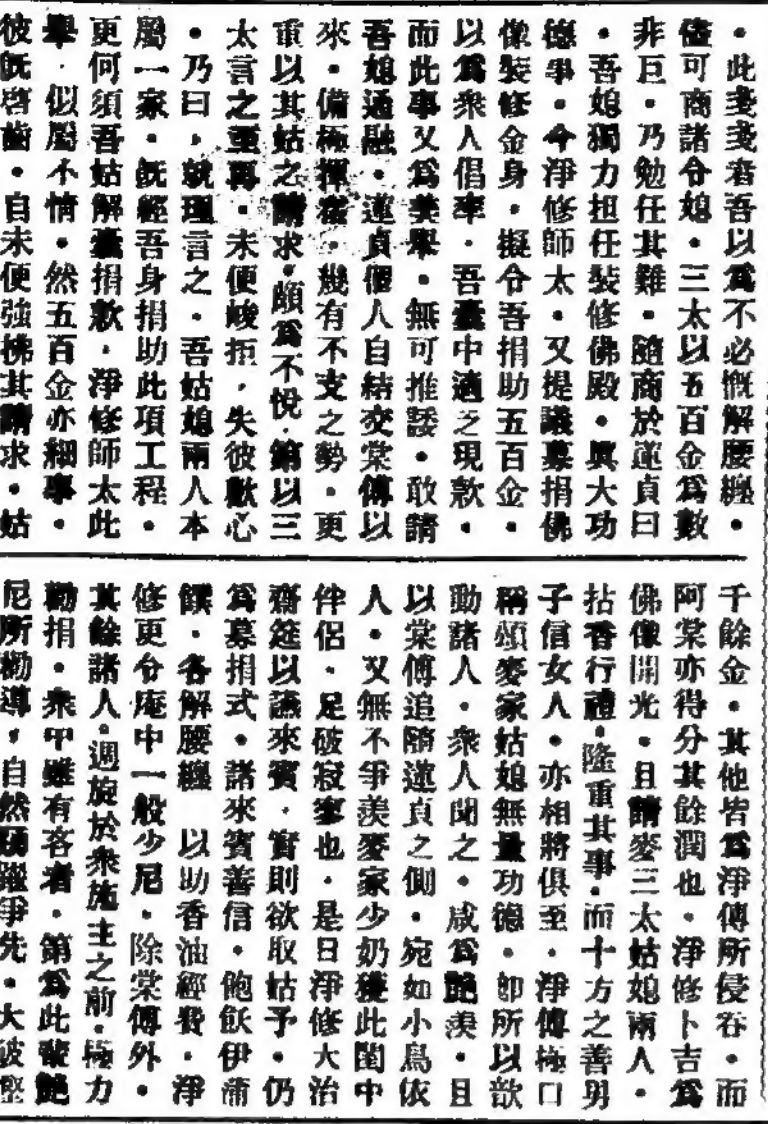 。此戔戔者吾以爲不必慨解腰纏。
儘可商諸令媳。三太以五百金爲數
非巨。乃勉任其難。隨商於蓮貞曰
。吾媳獨力担任裝修佛殿。眞大功
德事。今淨修師太。又提議募捐佛
像裝修金身。擬令吾捐助五百金。
以爲衆人倡率。吾囊中適乏現款。
而此事又爲美舉。無可推諉。敢請
吾媳通融。蓮貞個人自結交棠傅以
來。備極揮霍。幾有不支之勢。更
重以其姑之請求。頗爲不悅。第以三
太言之重再。未便峻拒。失彼歡心
。乃曰。就理言之。吾姑媳兩人本
屬一家。旣經吾身捐助此項工程。
更何須吾姑解囊捐款。淨修師太此
舉。似屬不情。然五百金亦細事。
彼旣啓齒。自未便強拂其請求。姑
千餘金。其他皆爲淨傅所侵吞。而
阿棠亦得分其餘潤也。淨修卜吉爲
佛像開光。且請麥三太姑媳兩人。
拈香行禮。隆重其事。而十方之善男
子信女人。亦相將俱至。淨傅極口
稱頌麥家姑媳無量功德。卽所以歆
動諸人。衆人聞之。咸爲艷羨。且
以棠傅追隨蓮貞之側。宛如小鳥依
人。又無不爭羨麥家少奶獲此閨中
伴侶。足破寂寥也。是日淨修大治
齋筵以讌來賓。實則欲取姑予。仍
爲募捐式。諸來賓善信。飽飫伊蒲
饌。各解腰纏 以助香油經費。淨
修更令庵中一般少尼。除棠傅外。
其餘諸人。週旋於衆施主之前。極力
勸捐。衆中雖有吝者。第爲此輩艷
尼所勸導。自然踴躍爭先。大破慳